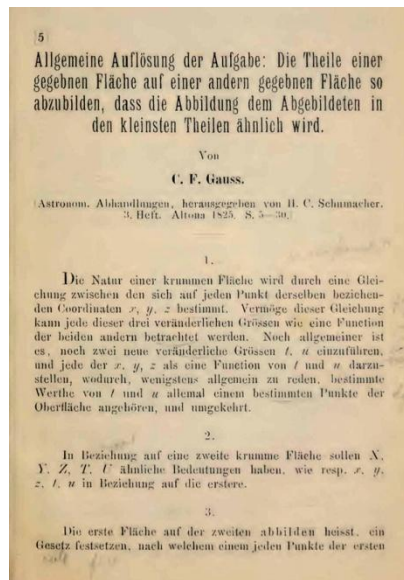 |5
Allgemeine Auflösung der Aufgabe: Die Theile einer
gegebnen Fläche auf einer andern gegebnen Fläche so
abzubilden, dass die Abbildung dem Abgebildeten in
den kleinsten Theilen ähnlich wird.
Von
C. F. Gauss.
(Astronom. Abhandlungen, herausgegeben von H. C. Schumacher.
3. Heft. Altona 1825. S. 5—30.)
1.
Die Natur einer krummen Fläche wird durch eine Glei-
chung zwischen den sich auf jeden Punkt derselben beziehen-
den Coordinaten x, y, z bestimmt. Vermöge dieser Gleichung
kann jede dieser drei veränderlichen Grössen wie eine Function
der beiden andern betrachtet werden. Noch allgemeiner ist
es, noch zwei neue veränderliche Grössen t, u einzuführen,
und jede der x, y, z als eine Function von t und u darzu-
stellen, wodurch, wenigstens allgemein zu reden, bestimmte
Werthe von t und u allemal einem bestimmten Punkte der
Oberfläche angehören, und umgekehrt.
2.
In Beziehung auf eine zweite krumme Fläche sollen X,
Y, Z, T, U ähnliche Bedeutungen haben, wie resp. x, y,
z, t, u in Beziehung auf die erstere.
3.
Die erste Fläche auf der zweiten abbilden heisst, ein
Gesetz festsetzen, nach welchem einem jeden Punkte der ersten